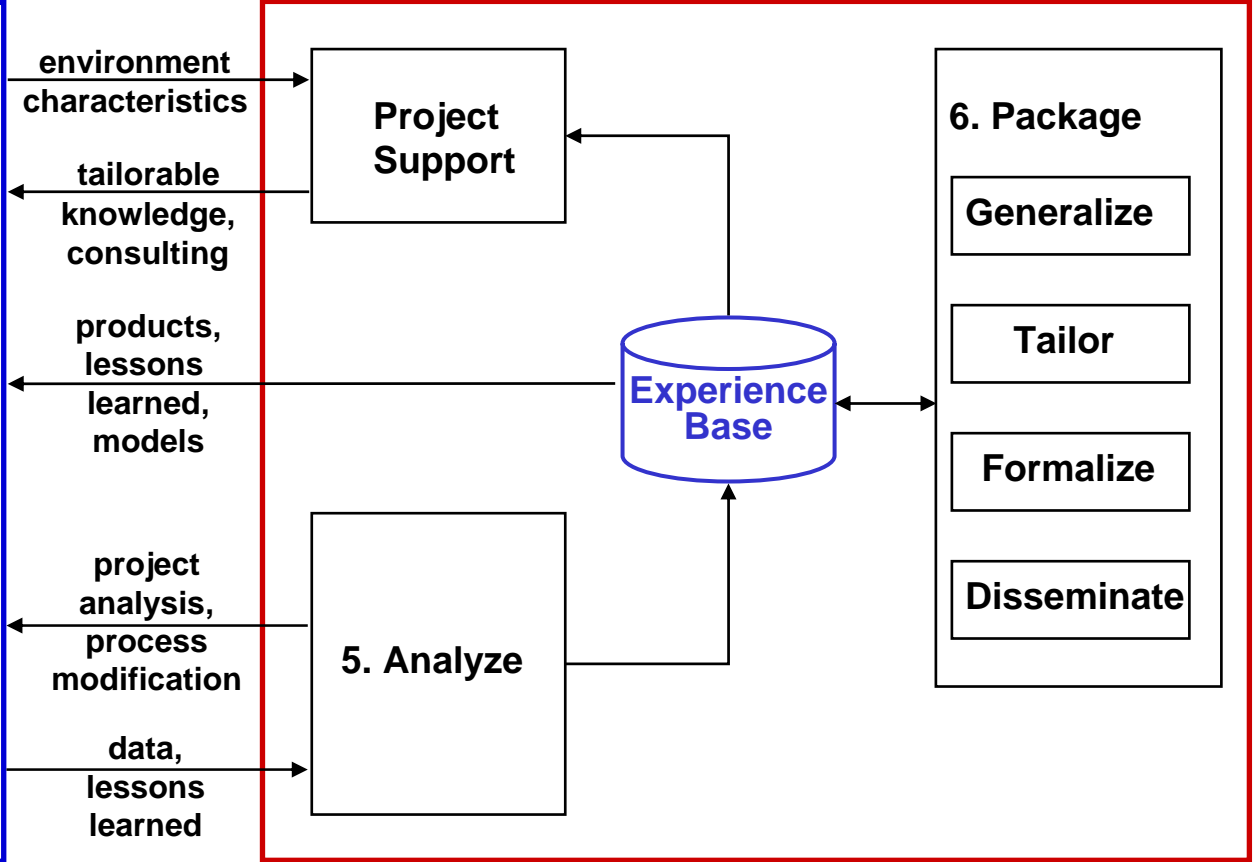 environment
characteristics
tailorable
knowledge,
consulting
products,
lessons
learned,
models
project
analysis,
process
modification
data,
lessons
learned
Project
Support
5. Analyze
Experience
Base
6. Package
Generalize
Tailor
Formalize
Disseminate